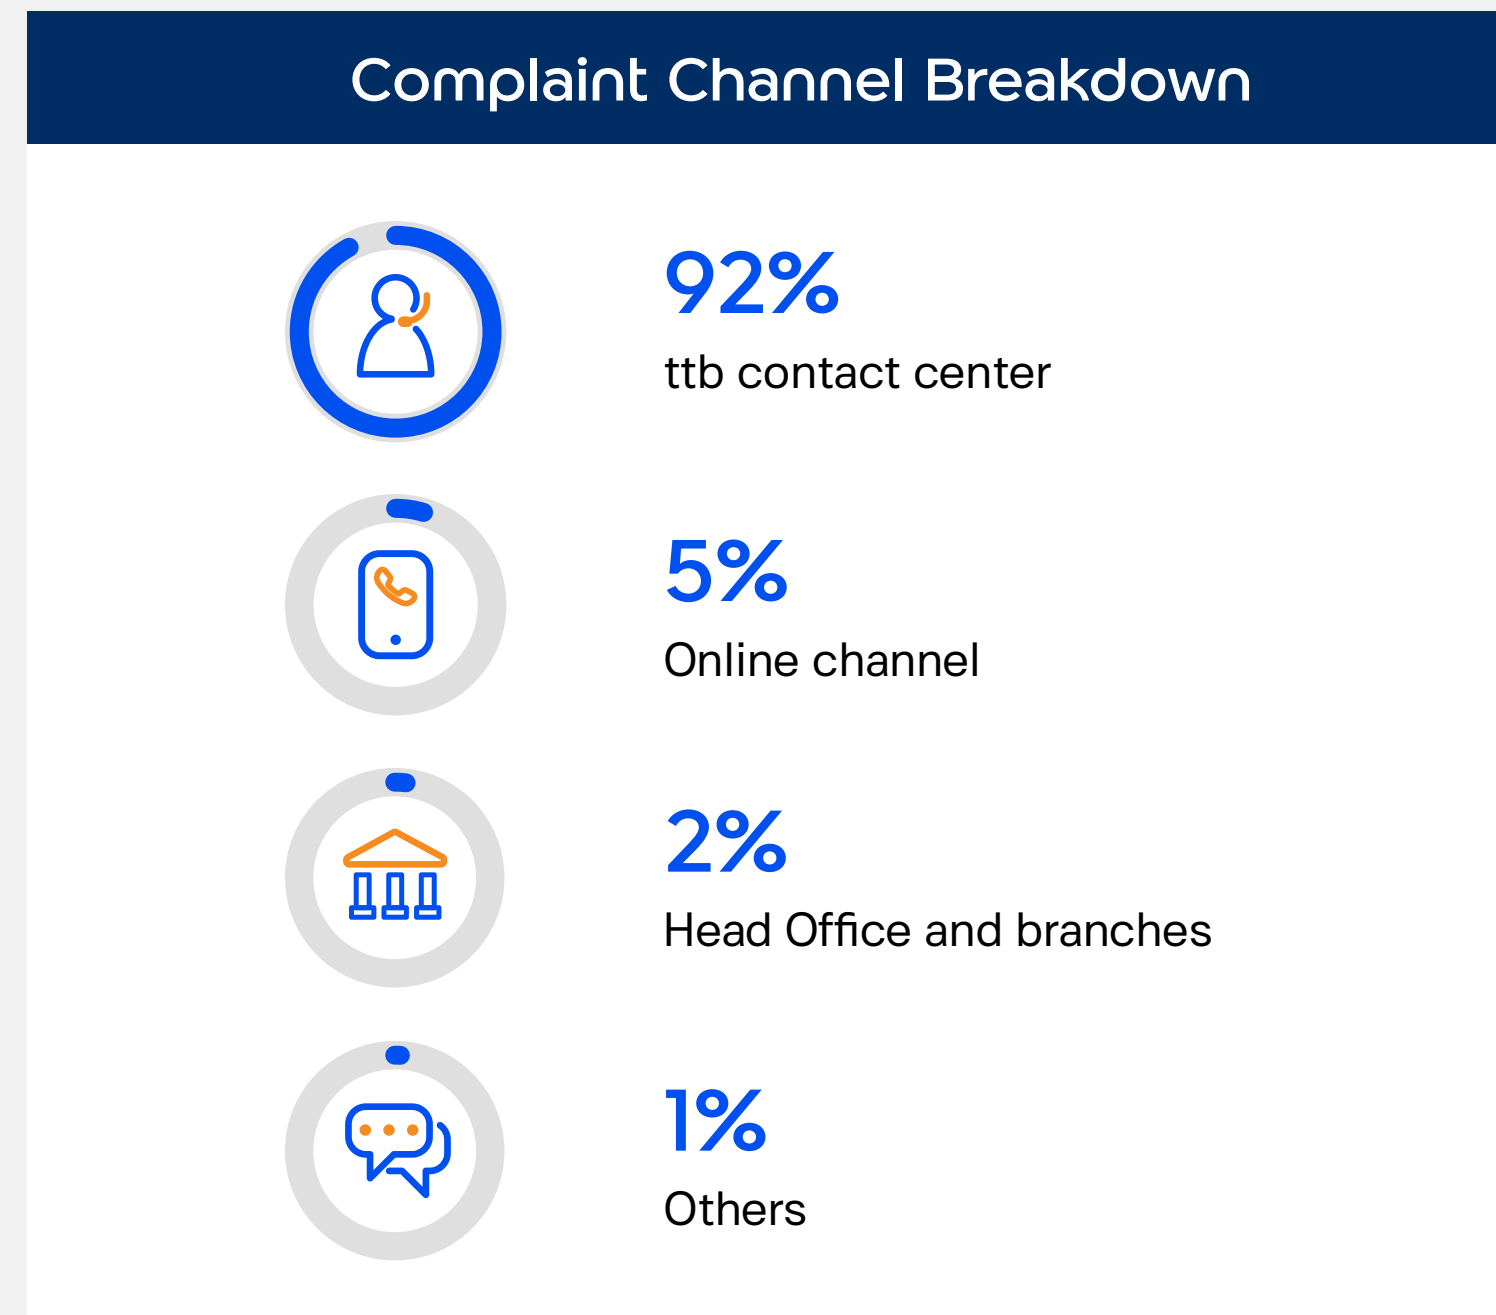 Complaint Channel Breakdown
92%
ttb contact center
5%
Online channel
2%
Head Office and branches
1%
Others